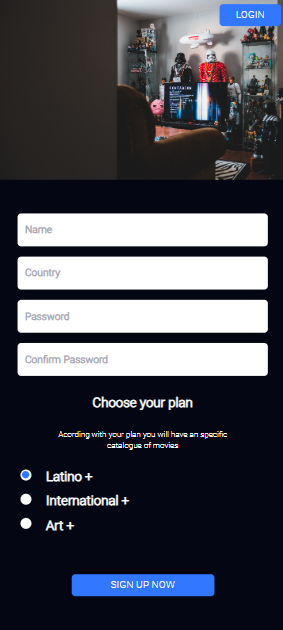 LOGIN
Name
Country
Password
Confirm Password
Choose your plan
Acording with your plan you will have an specific
catalogue of movies
Latino +
International +
Art +
SIGN UP NOW